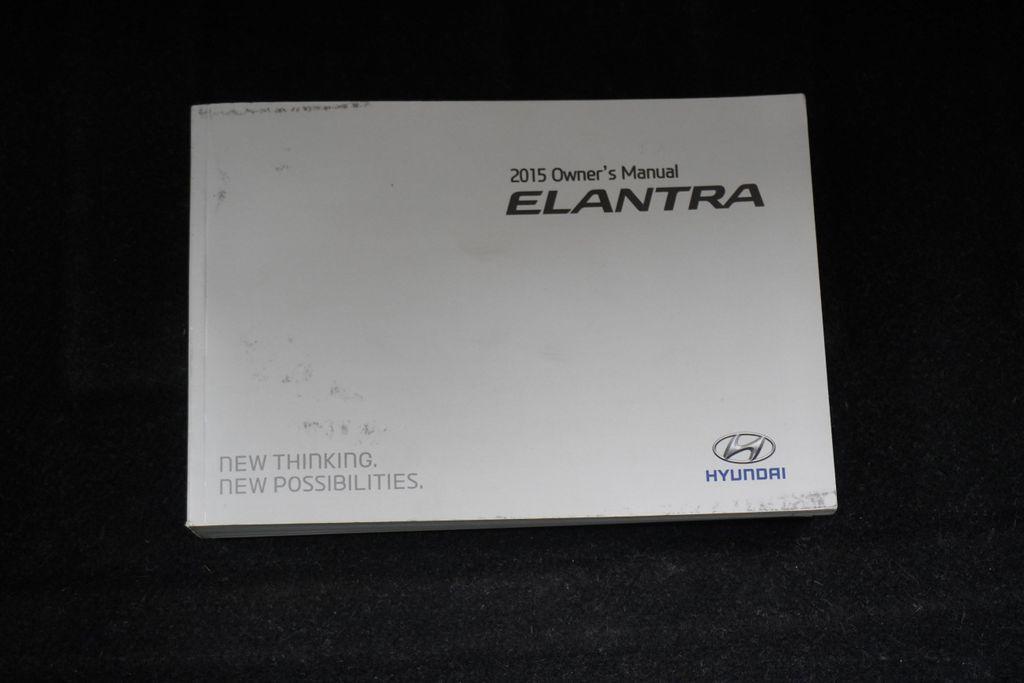 2015 Owner's Manual
ELANTRA
NEW THINKING.
NEW POSSIBILITIES.
HYUNDAI